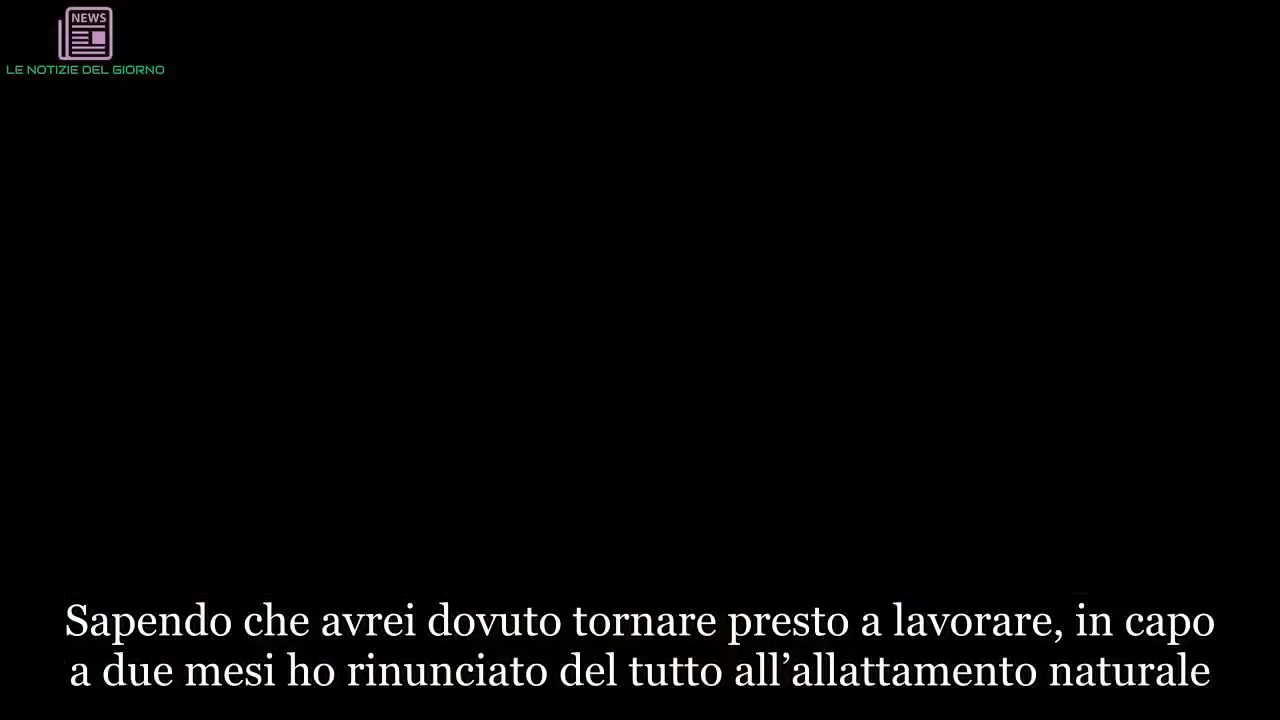 NEWS
LE NOTIZIE DEL GIORNO
Sapendo che avrei dovuto tornare presto a lavorare, in capo
a due mesi ho rinunciato del tutto all’allattamento naturale